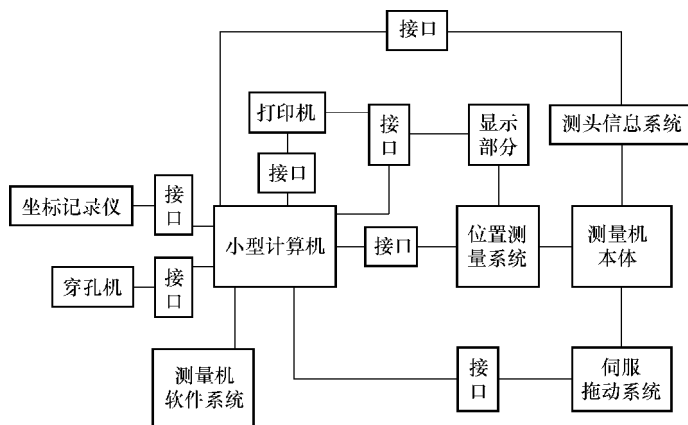 接口
打印机
接
口
显示
部分
测头信息系统
接口
坐标记录仪
接
口
小型计算机
接口
位置测
量系统
测量机
本体
穿孔机
接
口
测量机
软件系统
接
口
伺服
拖动系统